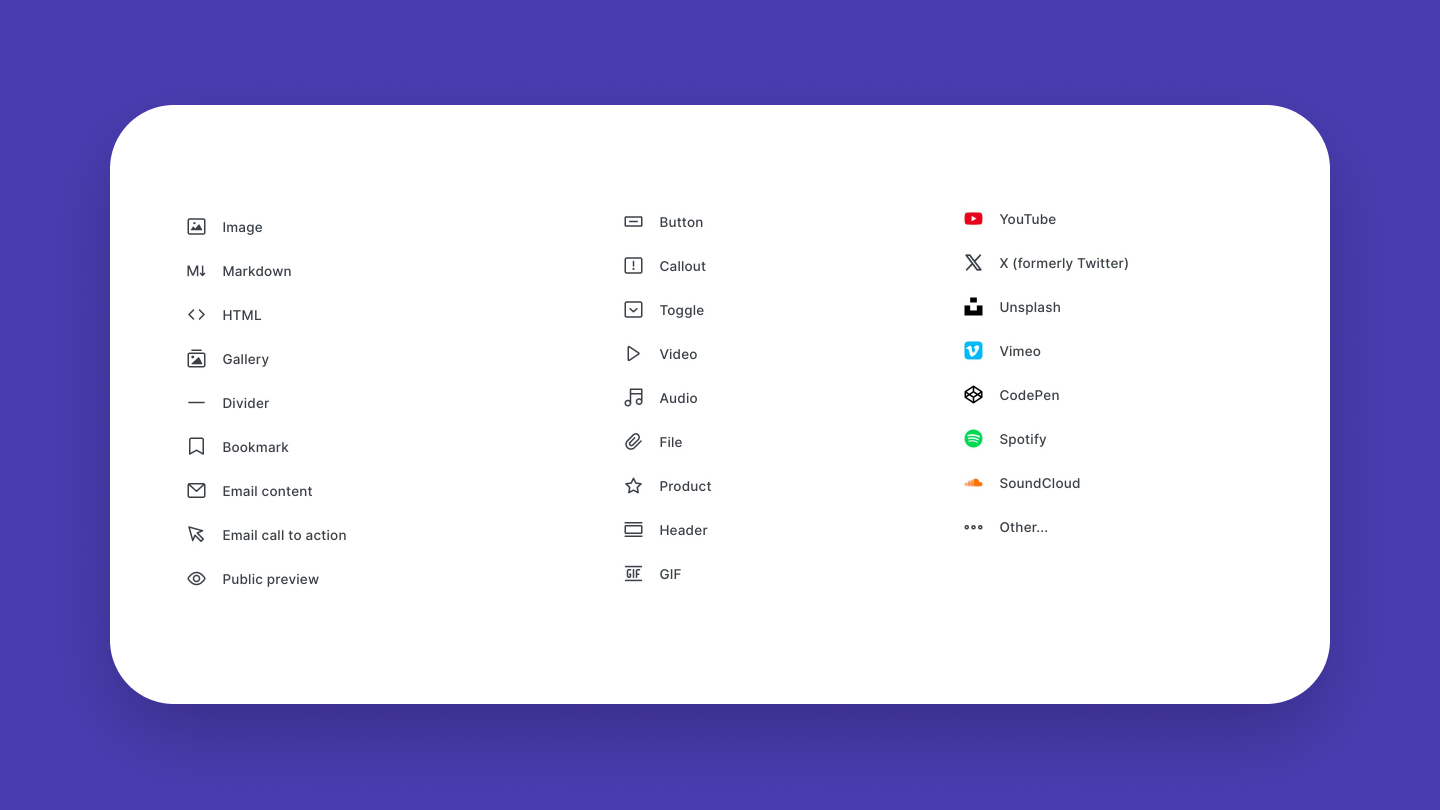 Image
Markdown
HTML
Gallery
Divider
Bookmark
Email content
Email call to action
Public preview
Button
Callout
Toggle
Video
Audio
File
Product
Header
GIF
GIF
YouTube
X (formerly Twitter)
Unsplash
Vimeo
CodePen
Spotify
SoundCloud
Other...